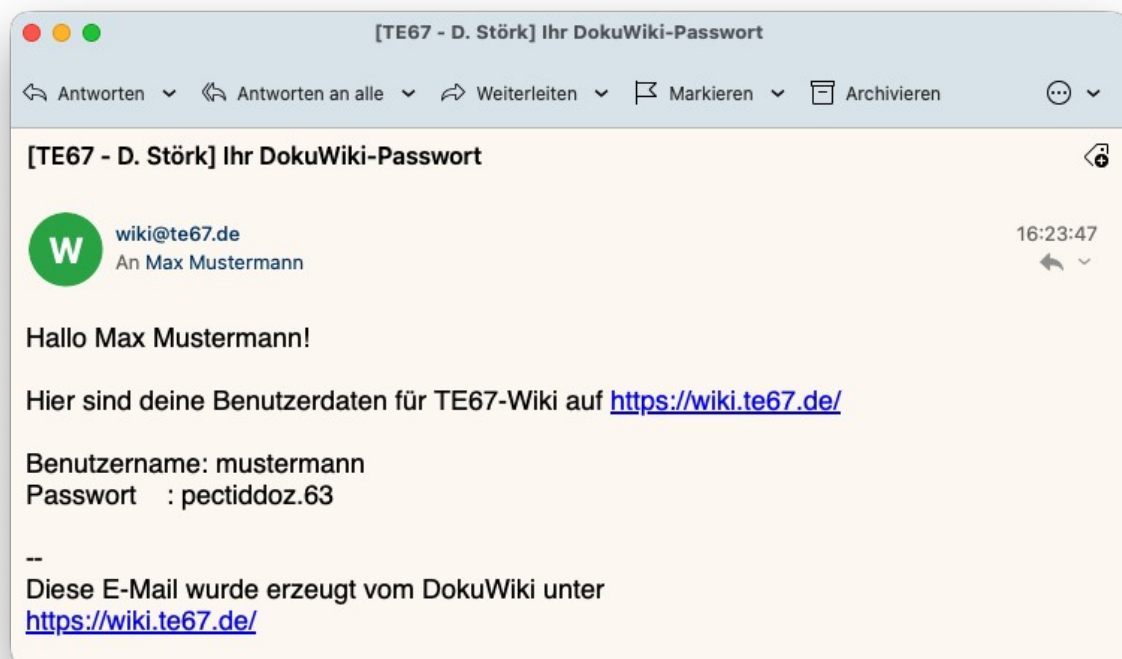 [TE67 - D. Störk] Ihr DokuWiki-Passwort
Antworten Antworten an alle Weiterleiten Markieren Archivieren
[TE67 - D. Störk] Ihr DokuWiki-Passwort
W
wiki@te67.de 16:23:47
An Max Mustermann
Hallo Max Mustermann!
Hier sind deine Benutzerdaten für TE67-Wiki auf https://wiki.te67.de/
Benutzername: mustermann
Passwort : pectiddoz.63
--
Diese E-Mail wurde erzeugt vom DokuWiki unter
https://wiki.te67.de/